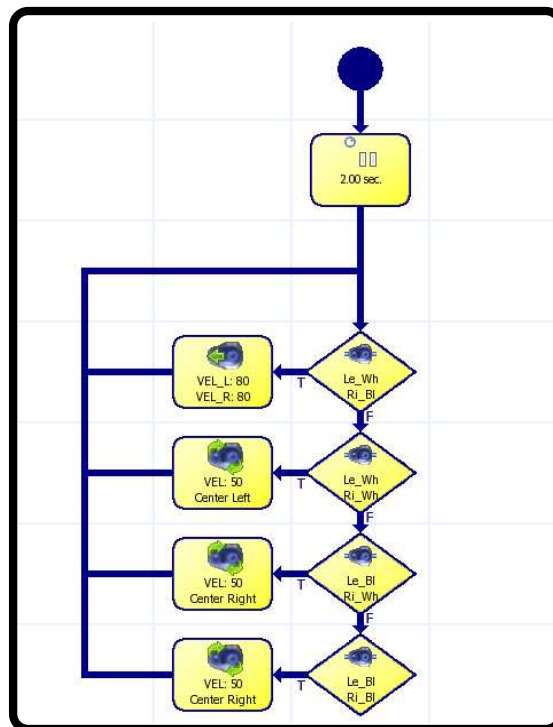 2.00 sec.
VEL_L: 80
VEL_R: 80
T
Le_Wh
Ri_Bl
F
VEL: 50
Center Left
T
Le_Wh
Ri_Wh
F
VEL: 50
Center Right
T
Le_Bl
Ri_Wh
F
VEL: 50
Center Right
T
Le_Bl
Ri_Bl